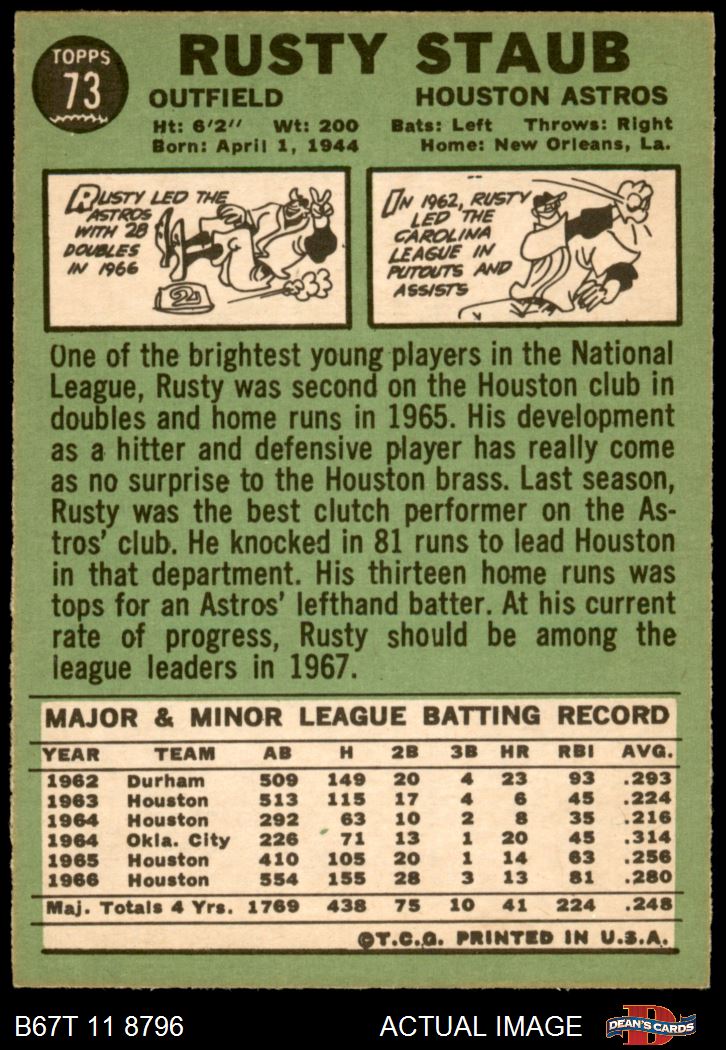 TOPPS
73
RUSTY STAUB
OUTFIELD HOUSTON ASTROS
Ht: 6'2" Wt: 200 Bats: Left Throws: Right
Born: April 1, 1944 Home: New Orleans, La.
RUSTY LED THE
ASTROS
WITH 28
DOUBLES
IN 1966
2
IN 1962, RUSTY
LED THE
CAROLINA
LEAGUE IN
PUTOUTS AND
ASSISTS
One of the brightest young players in the National
League, Rusty was second on the Houston club in
doubles and home runs in 1965. His development
as a hitter and defensive player has really come
as no surprise to the Houston brass. Last season,
Rusty was the best clutch performer on the As-
tros' club. He knocked in 81 runs to lead Houston
in that department. His thirteen home runs was
tops for an Astros' lefthand batter. At his current
rate of progress, Rusty should be among the
league leaders in 1967.
MAJOR & MINOR LEAGUE BATTING RECORD
YEAR TEAM AB H 2B 3B HR RBI AVG.
1962 Durham 509 149 20 4 23 93 .293
1963 Houston 513 115 17 4 6 45 .224
1964 Houston 292 63 10 2 8 35 .216
1964 Okla. City 226 71 13 1 20 45 .314
1965 Houston 410 105 20 1 14 63 .256
1966 Houston 554 155 28 3 13 81 .280
Maj. Totals 4 Yrs. 1769 438 75 10 41 224 .248
©T.C.G. PRINTED IN U.S.A.
B67T 11 8796 ACTUAL IMAGE D DEAN'S CARDS